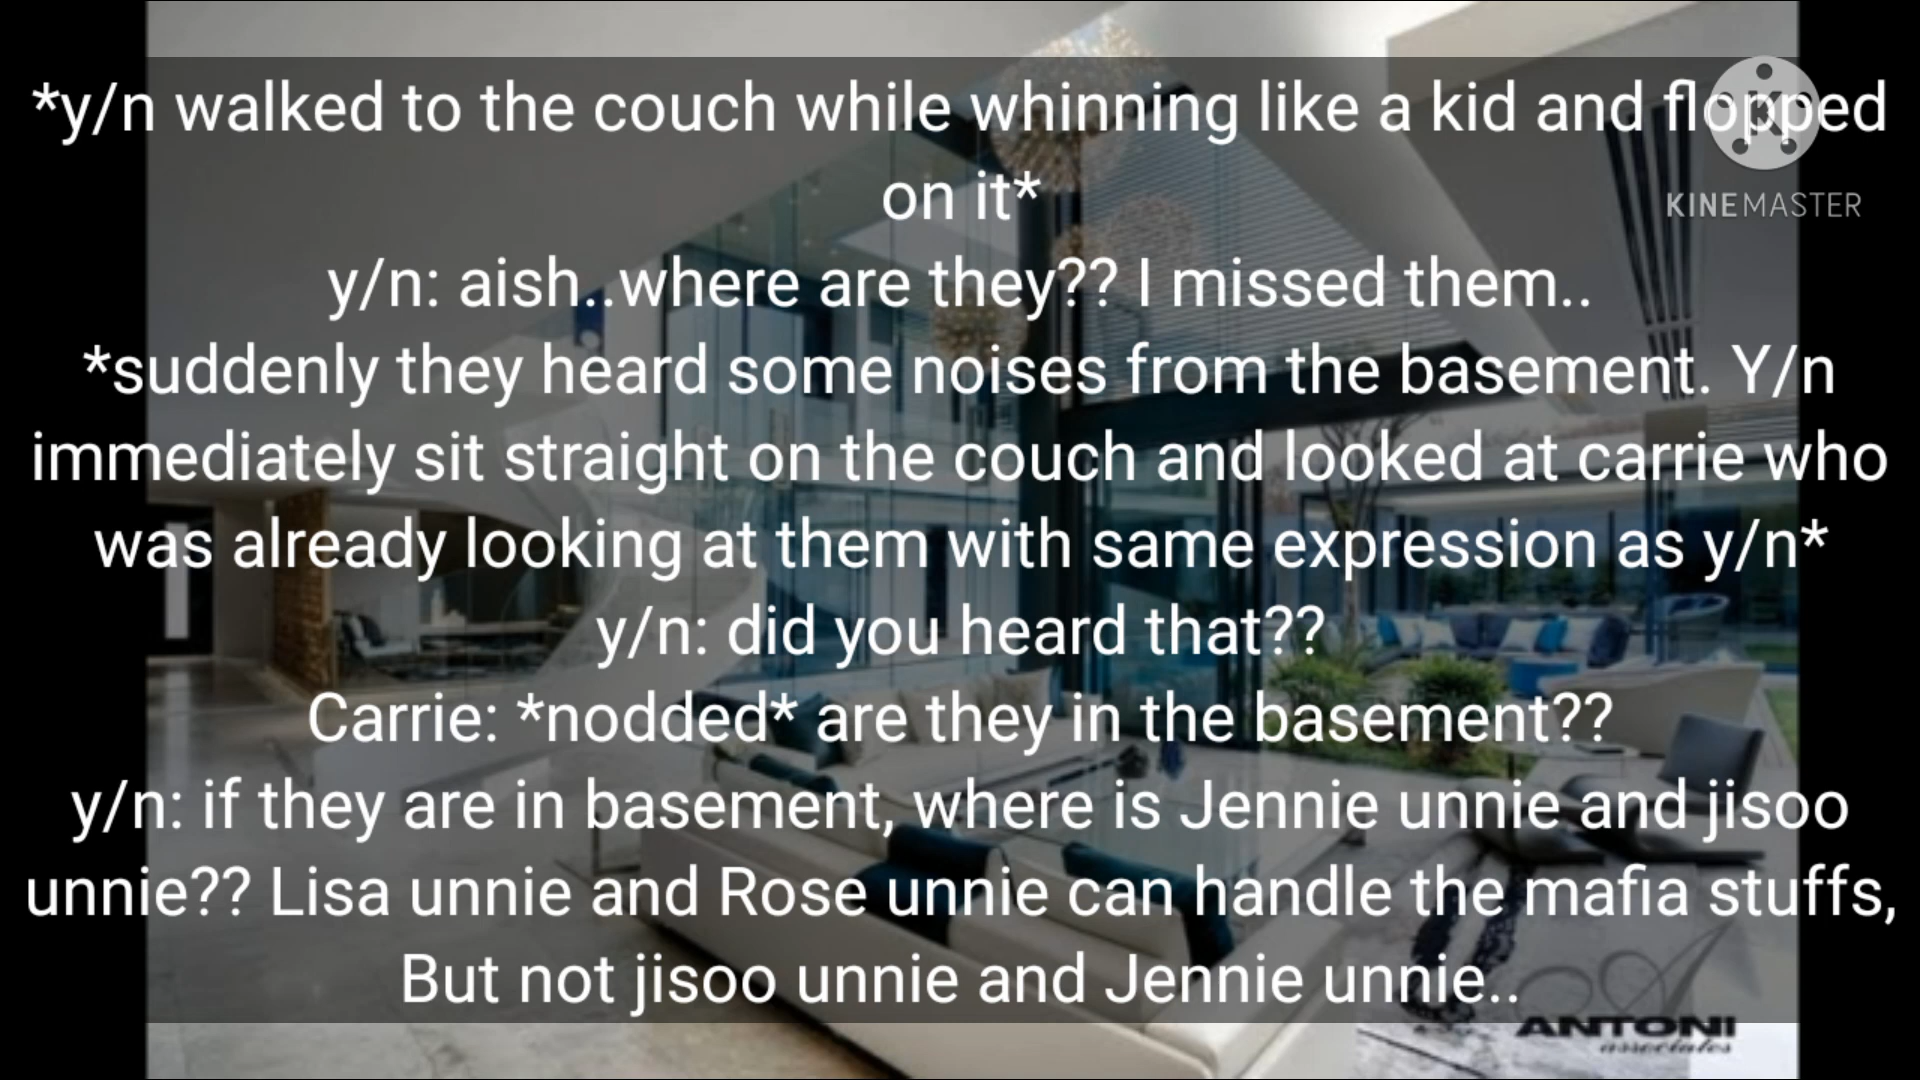 *y/n walked to the couch while whinning like a kid and flopped
on it*
KINEMASTER
y/n: aish..where are they?? I missed them..
*suddenly they heard some noises from the basement. Y/n
immediately sit straight on the couch and looked at carrie who
was already looking at them with same expression as y/n*
y/n: did you heard that??
Carrie: *nodded* are they in the basement??
y/n: if they are in basement, where is Jennie unnie and jisoo
unnie?? Lisa unnie and Rose unnie can handle the mafia stuffs,
But not jisoo unnie and Jennie unnie..
ANTONI
associates